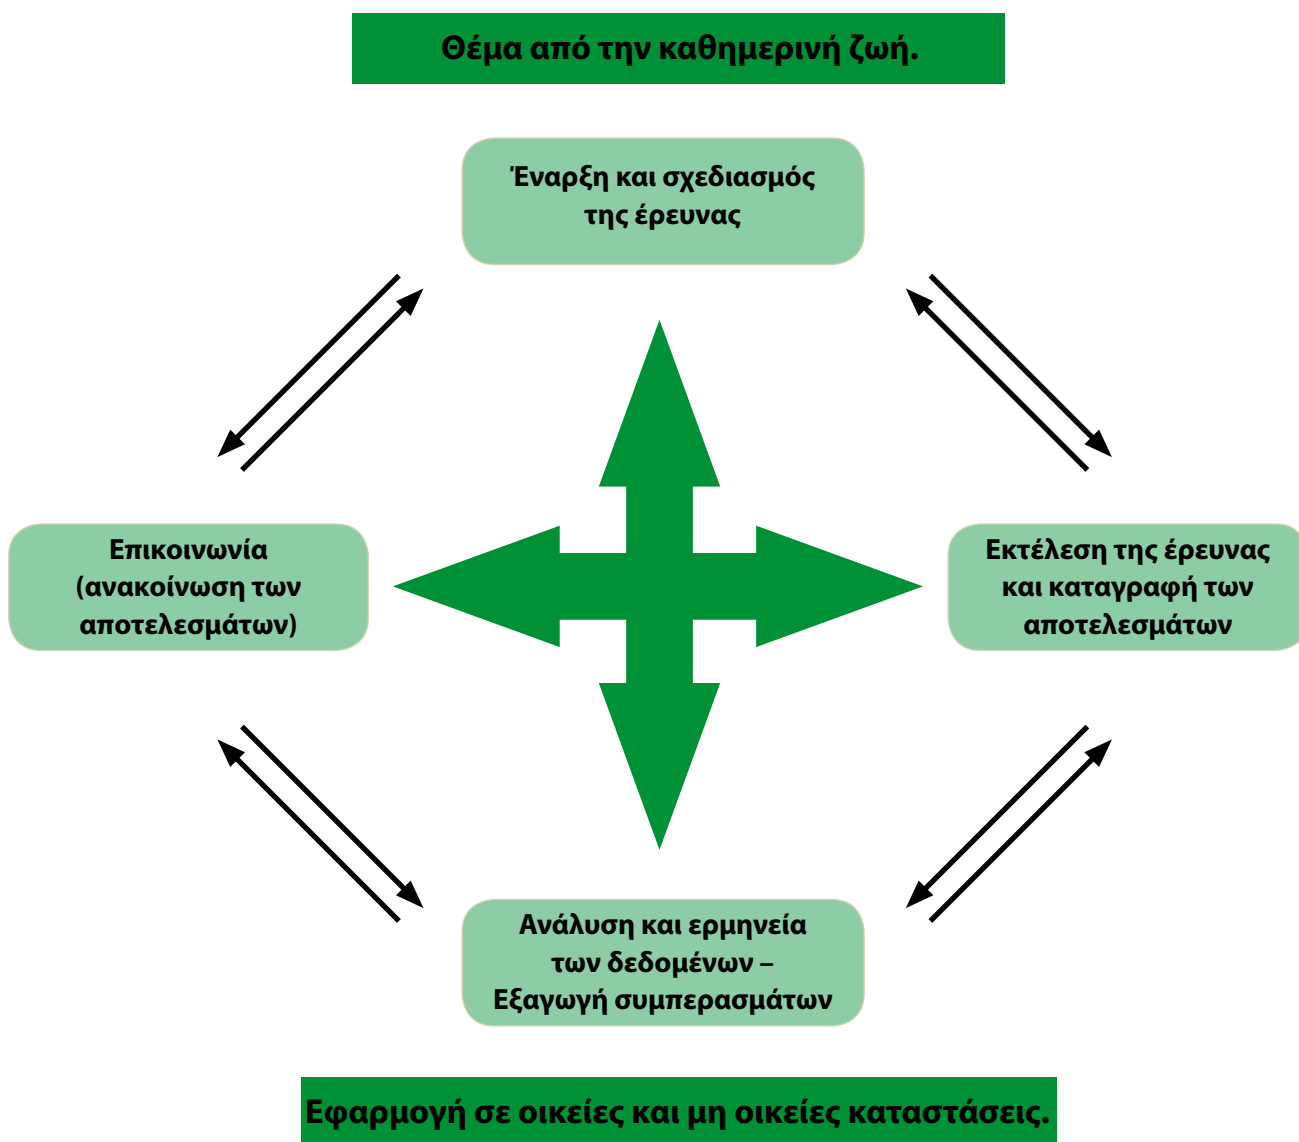 Θέμα από την καθημερινή ζωή.
Έναρξη και σχεδιασμός
της έρευνας
Επικοινωνία
(ανακοίνωση των
αποτελεσμάτων)
Εκτέλεση της έρευνας
και καταγραφή των
αποτελεσμάτων
Ανάλυση και ερμηνεία
των δεδομένων –
Εξαγωγή συμπερασμάτων
Εφαρμογή σε οικείες και μη οικείες καταστάσεις.